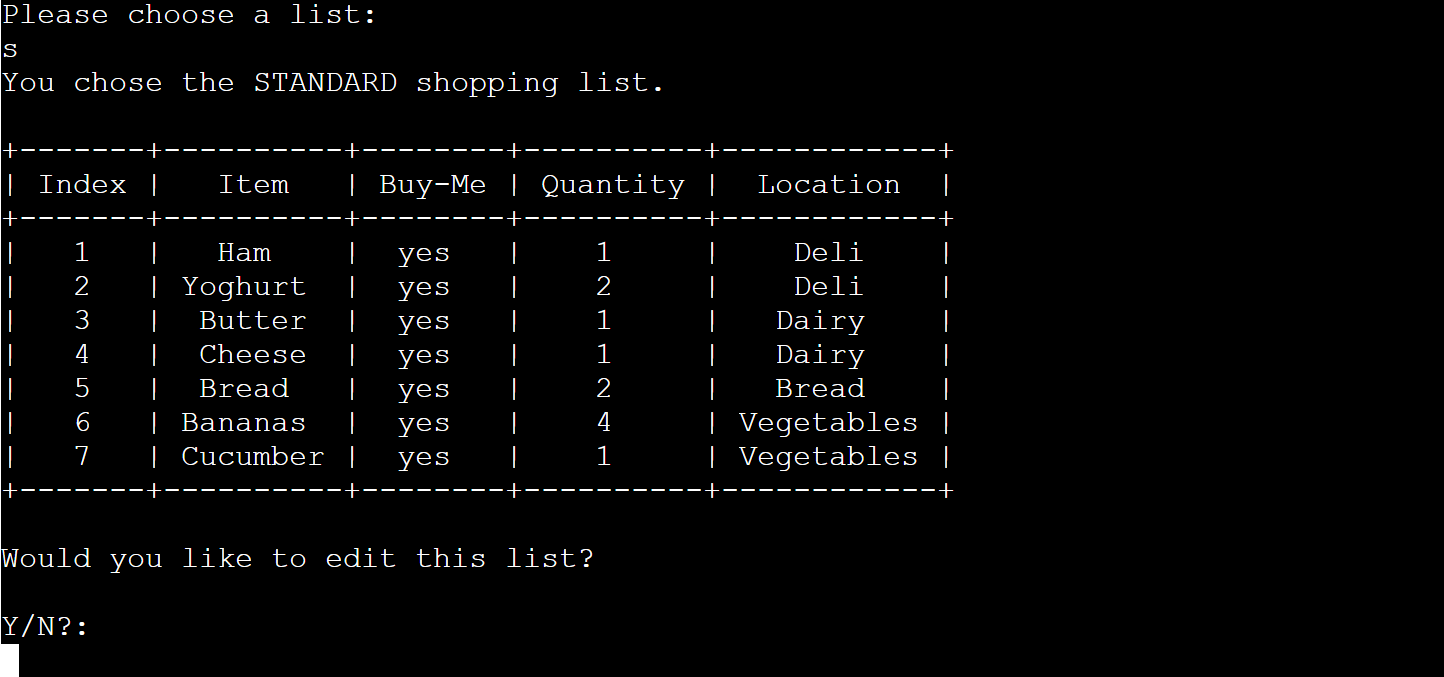 Please choose a list:
s
You chose the STANDARD shopping list.
+-------+----------+--------+----------+------------+
| Index |   Item   | Buy-Me | Quantity |  Location  |
+-------+----------+--------+----------+------------+
|   1   |   Ham    |  yes   |    1     |    Deli    |
|   2   | Yoghurt  |  yes   |    2     |    Deli    |
|   3   |  Butter  |  yes   |    1     |   Dairy    |
|   4   |  Cheese  |  yes   |    1     |   Dairy    |
|   5   |  Bread   |  yes   |    2     |   Bread    |
|   6   | Bananas  |  yes   |    4     | Vegetables |
|   7   | Cucumber |  yes   |    1     | Vegetables |
+-------+----------+--------+----------+------------+
Would you like to edit this list?
Y/N?: